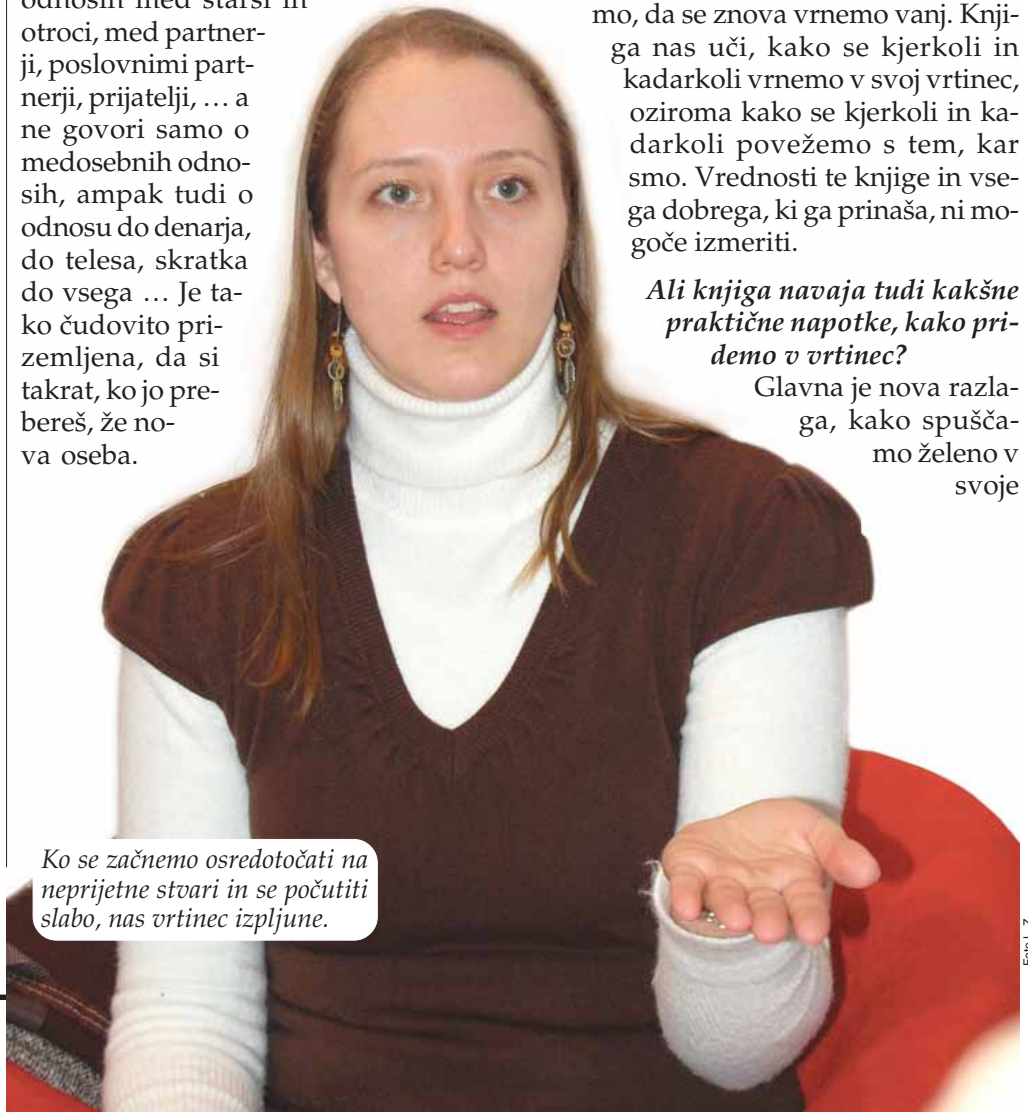 odnosih med starši in
otroci, med partner-
ji, poslovnimi part-
nerji, prijatelji, … a
ne govori samo o
medosebnih odno-
sih, ampak tudi o
odnosu do denarja,
do telesa, skratka
do vsega … Je ta-
ko čudovito pri-
zemljena, da si
takrat, ko jo pre-
bereš, že no-
va oseba.
mo, da se znova vrnemo vanj. Knji-
ga nas uči, kako se kjerkoli in
kadarkoli vrnemo v svoj vrtinec,
oziroma kako se kjerkoli in ka-
darkoli povežemo s tem, kar
smo. Vrednosti te knjige in vse-
ga dobrega, ki ga prinaša, ni mo-
goče izmeriti.
Ali knjiga navaja tudi kakšne
praktične napotke, kako pri-
demo v vrtinec?
Glavna je nova razla-
ga, kako spušča-
mo želeno v
svoje
Ko se začnemo osredotočati na
neprijetne stvari in se počutiti
slabo, nas vrtinec izpljune.